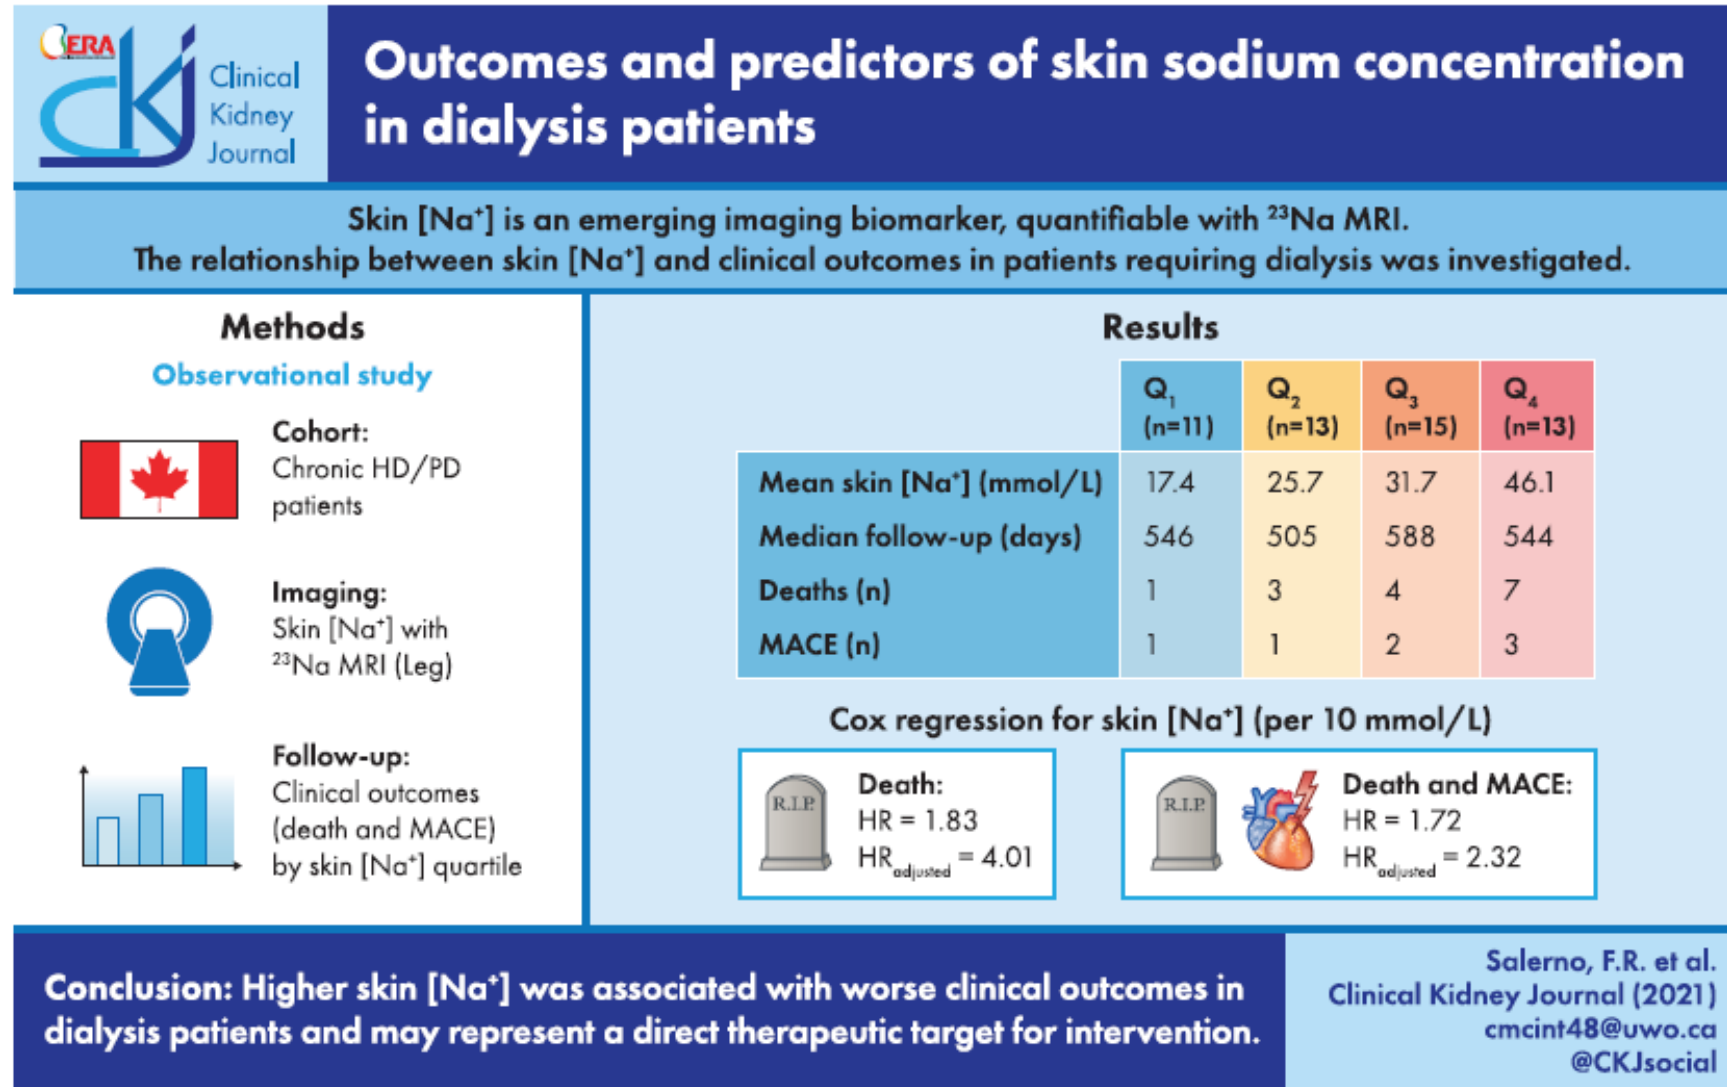 ERA
CKJ
Clinical
Kidney
Journal
Outcomes and predictors of skin sodium concentration
in dialysis patients
Skin [Na⁺] is an emerging imaging biomarker, quantifiable with ²³Na MRI.
The relationship between skin [Na⁺] and clinical outcomes in patients requiring dialysis was investigated.
Methods
Observational study
Cohort:
Chronic HD/PD
patients
Imaging:
Skin [Na⁺] with
²³Na MRI (Leg)
Follow-up:
Clinical outcomes
(death and MACE)
by skin [Na⁺] quartile
Results
Q₁ Q₂ Q₃ Q₄
(n=11) (n=13) (n=15) (n=13)
Mean skin [Na⁺] (mmol/L) 17.4 25.7 31.7 46.1
Median follow-up (days) 546 505 588 544
Deaths (n) 1 3 4 7
MACE (n) 1 1 2 3
Cox regression for skin [Na⁺] (per 10 mmol/L)
R.I.P.
Death:
HR = 1.83
HR adjusted = 4.01
R.I.P.
Death and MACE:
HR = 1.72
HR adjusted = 2.32
Conclusion: Higher skin [Na⁺] was associated with worse clinical outcomes in
dialysis patients and may represent a direct therapeutic target for intervention.
Salerno, F.R. et al.
Clinical Kidney Journal (2021)
cmcint48@uwo.ca
@CKJsocial